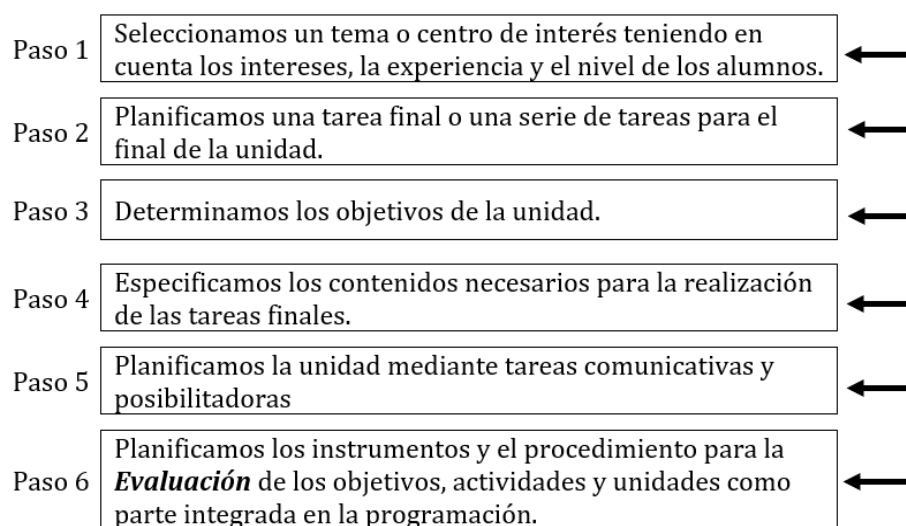 Paso 1
Seleccionamos un tema o centro de interés teniendo en
cuenta los intereses, la experiencia y el nivel de los alumnos.
Paso 2
Planificamos una tarea final o una serie de tareas para el
final de la unidad.
Paso 3
Determinamos los objetivos de la unidad.
Paso 4
Especificamos los contenidos necesarios para la realización
de las tareas finales.
Paso 5
Planificamos la unidad mediante tareas comunicativas y
posibilitadoras
Paso 6
Planificamos los instrumentos y el procedimiento para la
Evaluación de los objetivos, actividades y unidades como
parte integrada en la programación.